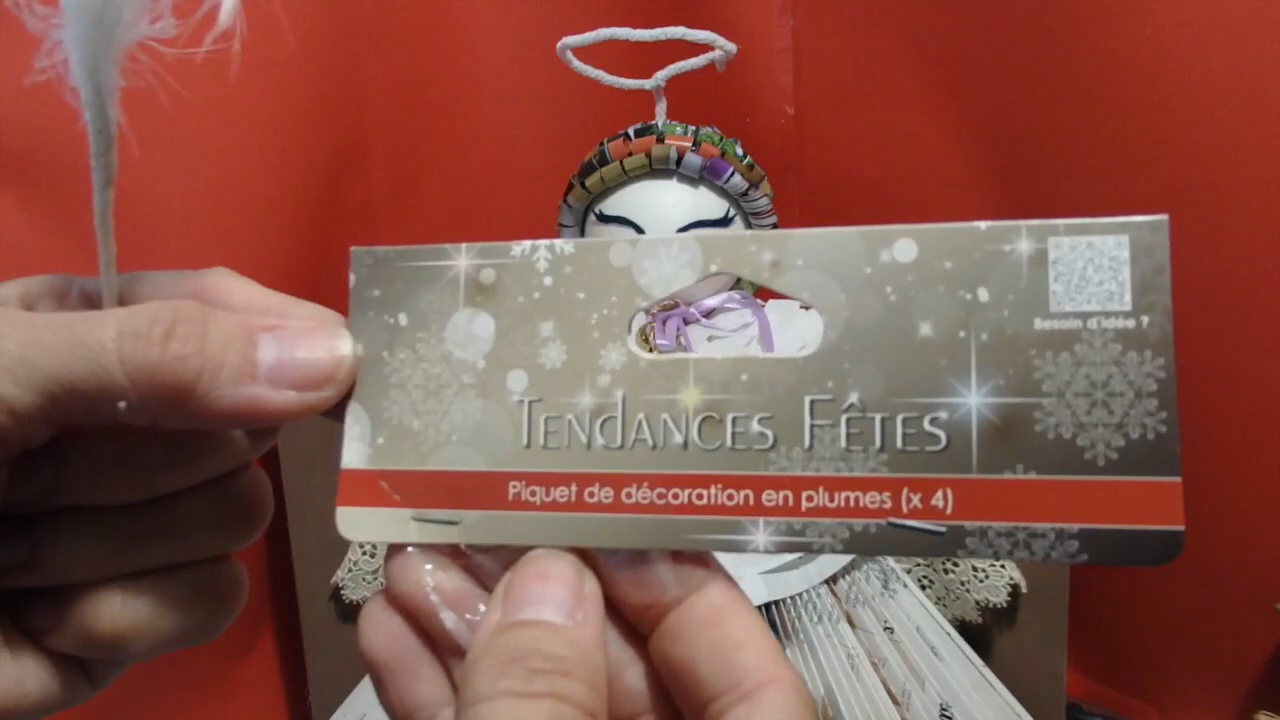 Besoin d'idée ?
TENDANCES FÊTES
Piquet de décoration en plumes (x 4)